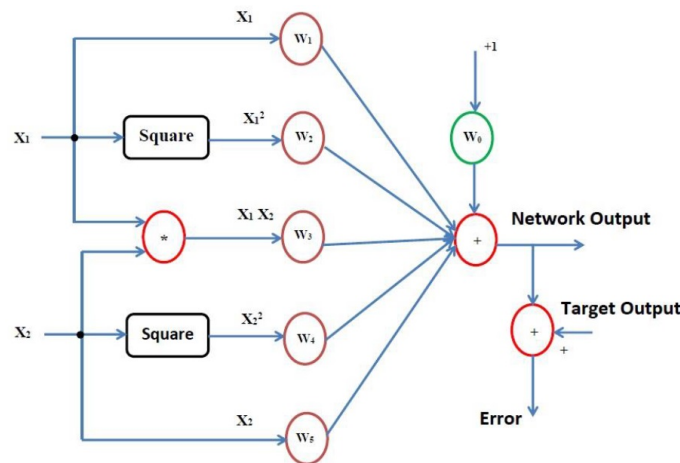 X₁
W₁
+1
X₁
Square
X₁²
W₂
W₀
X₁ X₂
*
W₃
+
Network Output
X₂
Square
X₂²
W₄
+
Target Output
+
X₂
W₅
Error